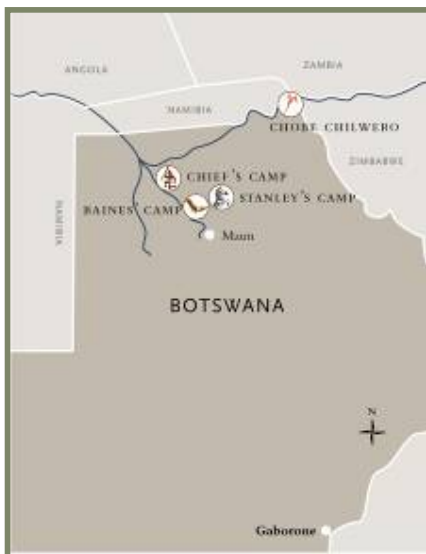 ANGOLA
ZAMBIA
NAMIBIA
CHOBE CHILWERO
ZIMBABWE
CHIEF'S CAMP
STANLEY'S CAMP
BAINES' CAMP
NAMIBIA
Maun
BOTSWANA
N
Gaborone